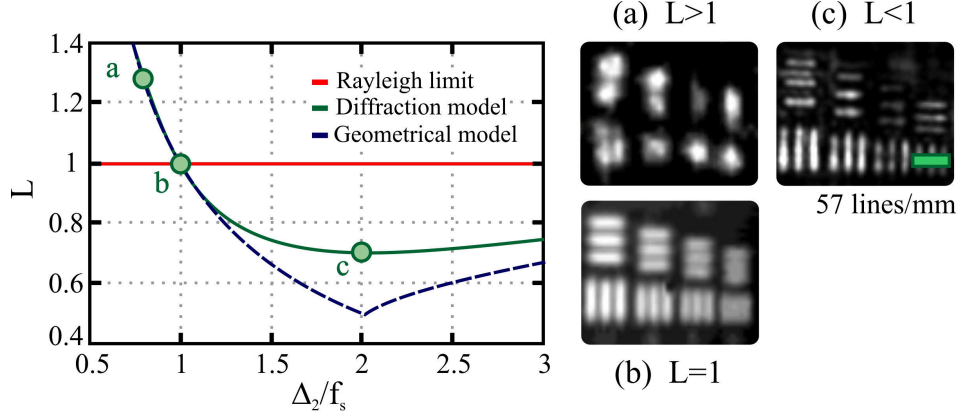 (a) L>1
(c) L<1
1.4
1.2
1
0.8
0.6
0.4
L
a
b
c
Rayleigh limit
Diffraction model
Geometrical model
0.5 1 1.5 2 2.5 3
Δ₂/fₛ
57 lines/mm
(b) L=1